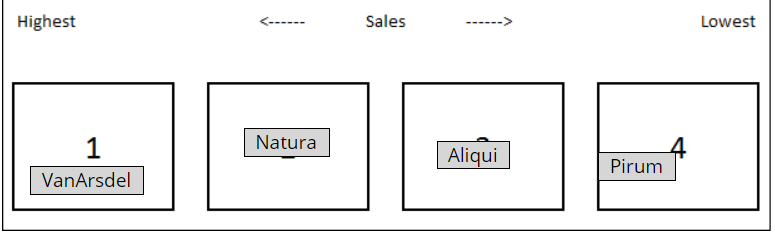 Highest <------ Sales ------> Lowest
1 4
Natura
Aliqui
Pirum
VanArsdel